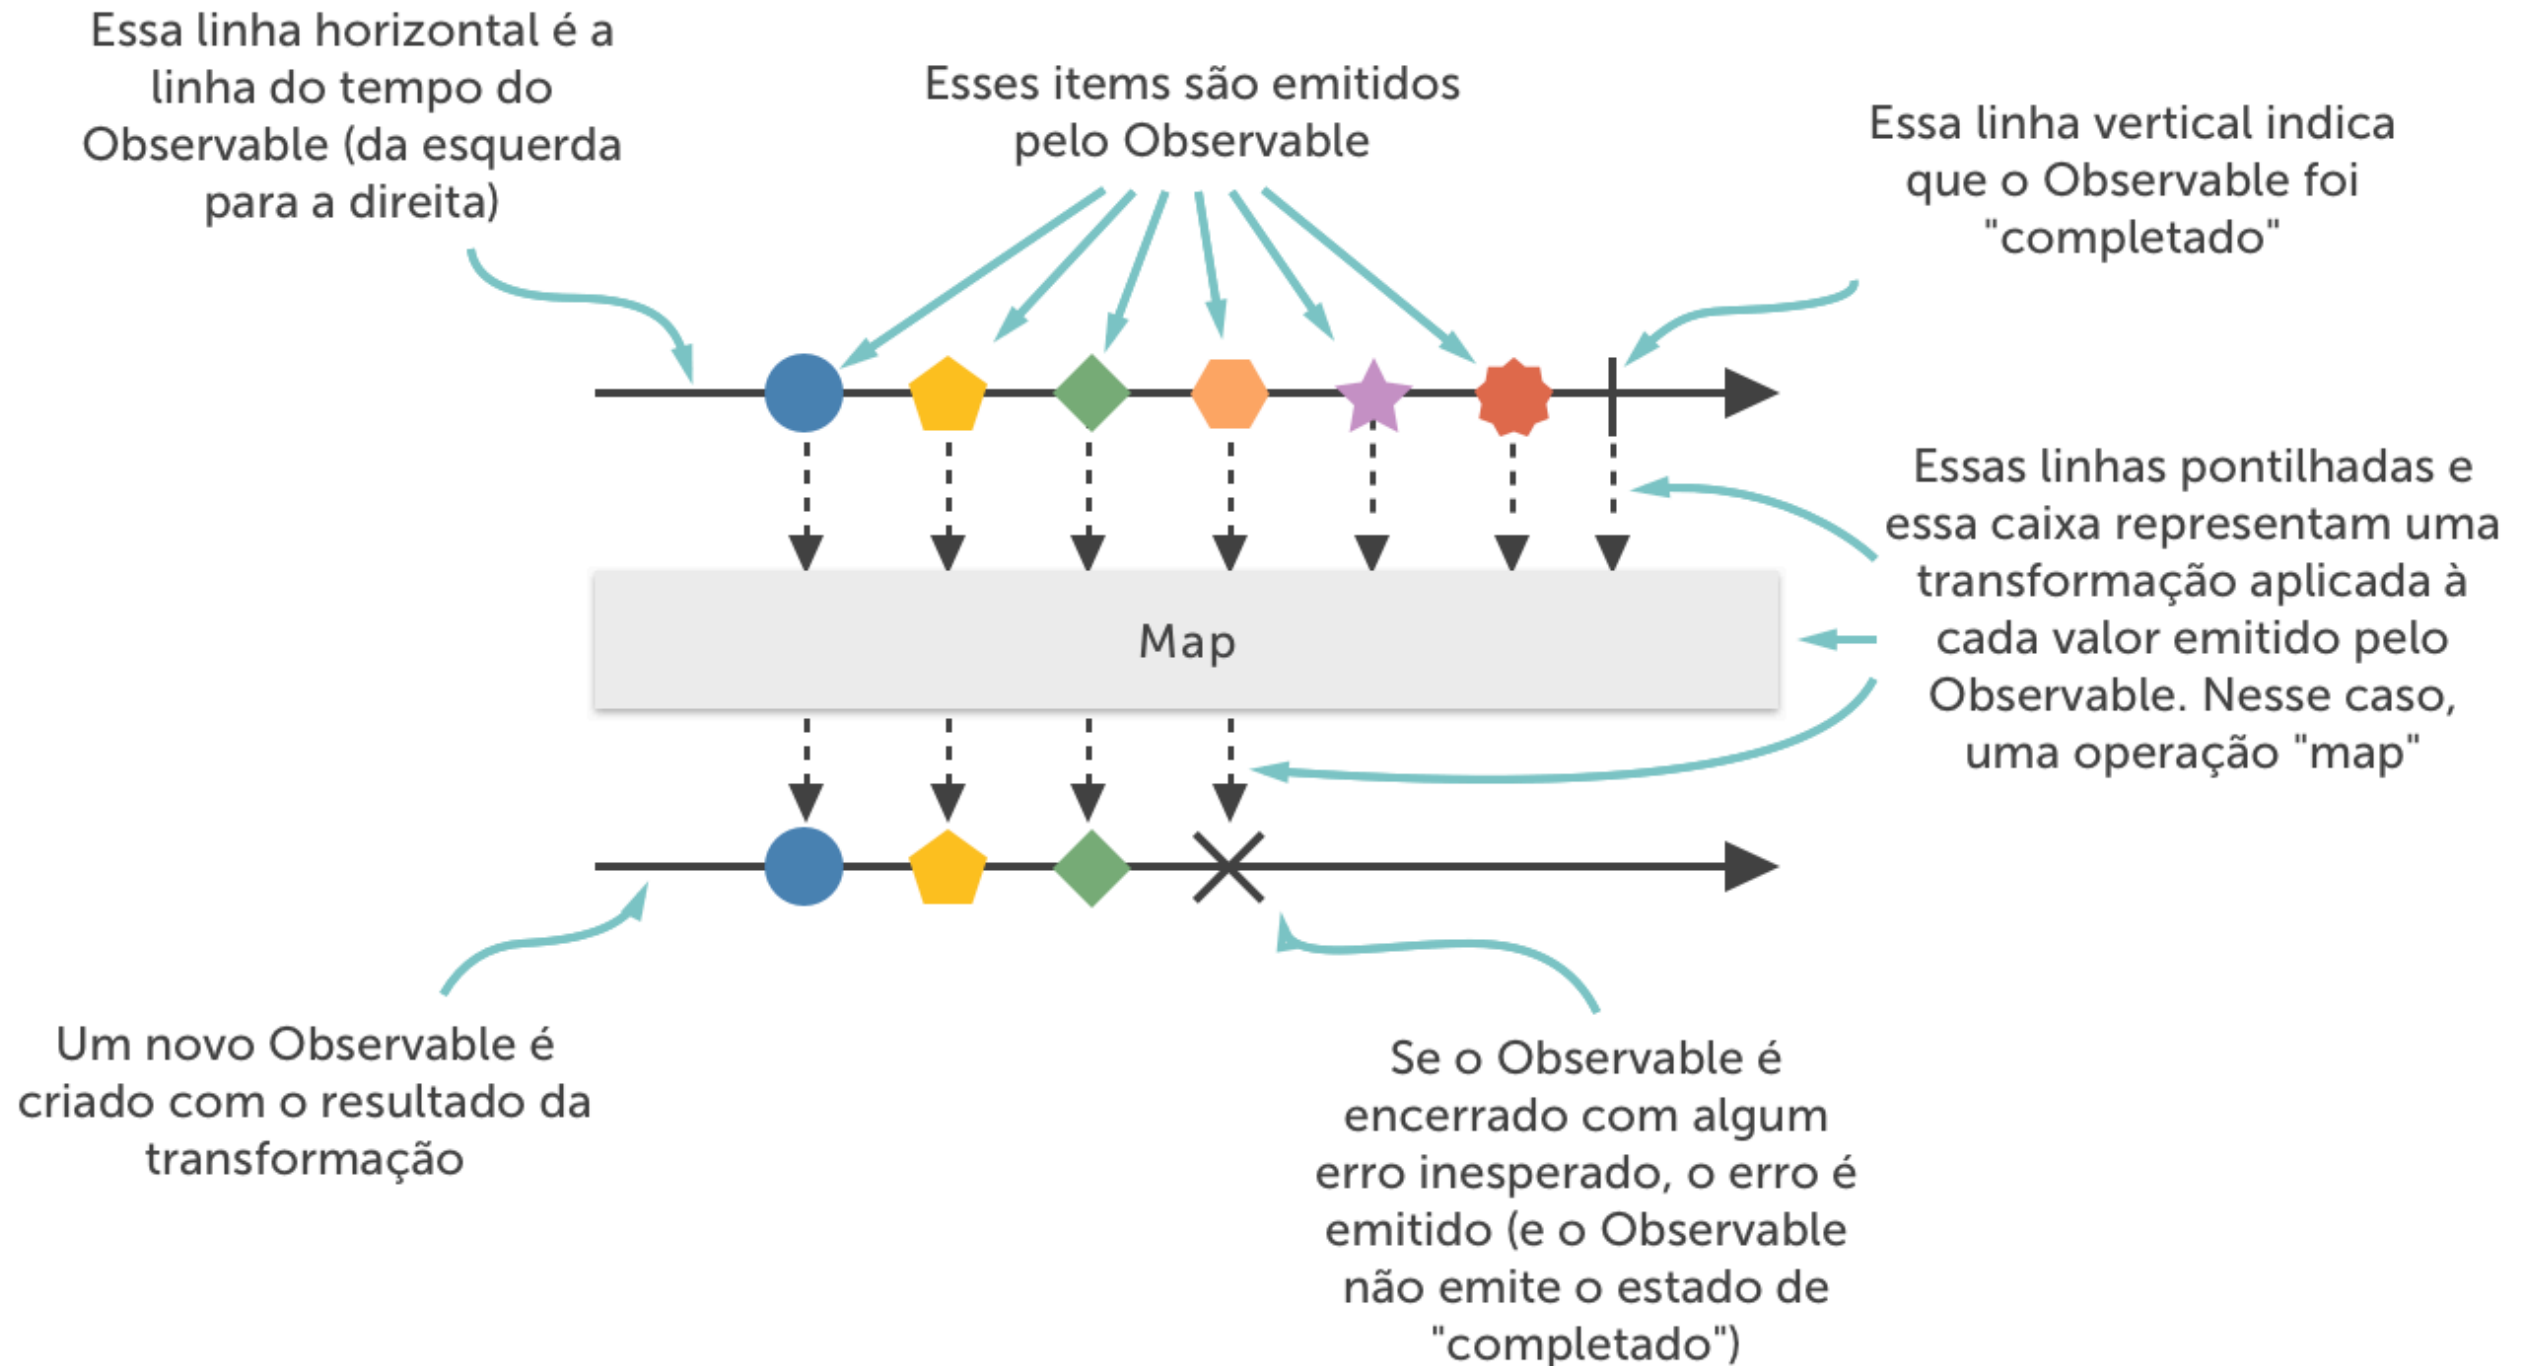 Essa linha horizontal é a
linha do tempo do
Observable (da esquerda
para a direita)
Esses items são emitidos
pelo Observable
Essa linha vertical indica
que o Observable foi
"completado"
Essas linhas pontilhadas e
essa caixa representam uma
transformação aplicada à
cada valor emitido pelo
Observable. Nesse caso,
uma operação "map"
Map
Um novo Observable é
criado com o resultado da
transformação
Se o Observable é
encerrado com algum
erro inesperado, o erro é
emitido (e o Observable
não emite o estado de
"completado")